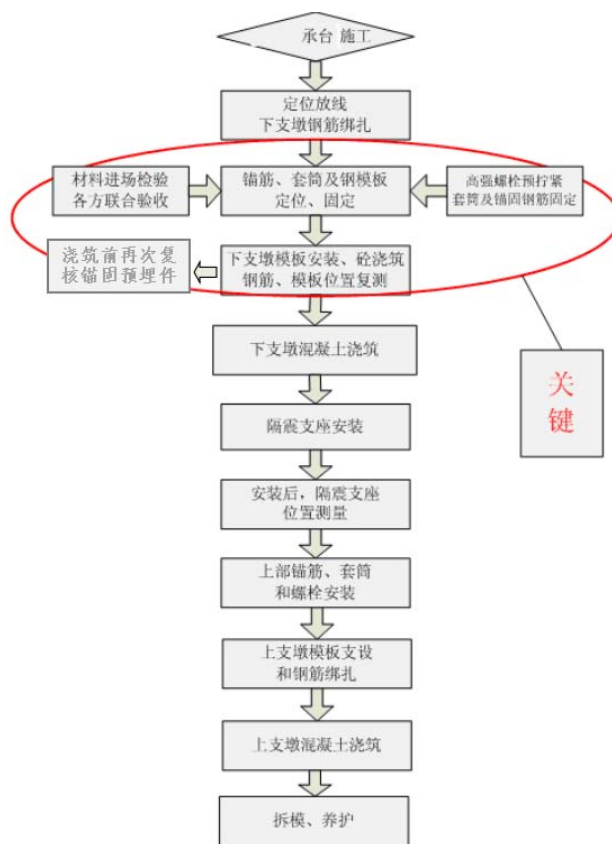 承台 施工
定位放线
下支墩钢筋绑扎
材料进场检验
各方联合验收
锚筋、套筒及钢模板
定位、固定
高强螺栓预拧紧
套筒及锚固钢筋固定
浇筑前再次复
核锚固预埋件
下支墩模板安装、砼浇筑
钢筋、模板位置复测
关
键
下支墩混凝土浇筑
隔震支座安装
安装后，隔震支座
位置测量
上部锚筋、套筒
和螺栓安装
上支墩模板支设
和钢筋绑扎
上支墩混凝土浇筑
拆模、养护